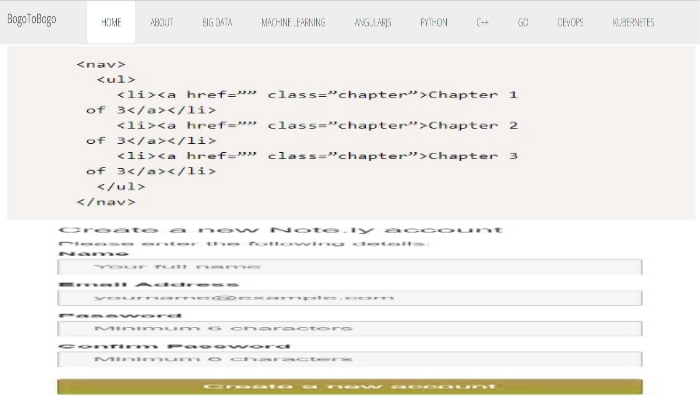 BogoToBogo HOME ABOUT BIG DATA MACHINE LEARNING ANGULARJS PYTHON C++ GO DEVOPS KUBERNETES
<nav>
<ul>
<li><a href=”” class=”chapter”>Chapter 1
of 3</a></li>
<li><a href=”” class=”chapter”>Chapter 2
of 3</a></li>
<li><a href=”” class=”chapter”>Chapter 3
of 3</a></li>
</ul>
</nav>
Create a new Note.ly account
Please enter the following details:
Name
Your full name
Email Address
yourname@example.com
Password
Minimum 6 characters
Confirm Password
Minimum 6 characters
Create a new account